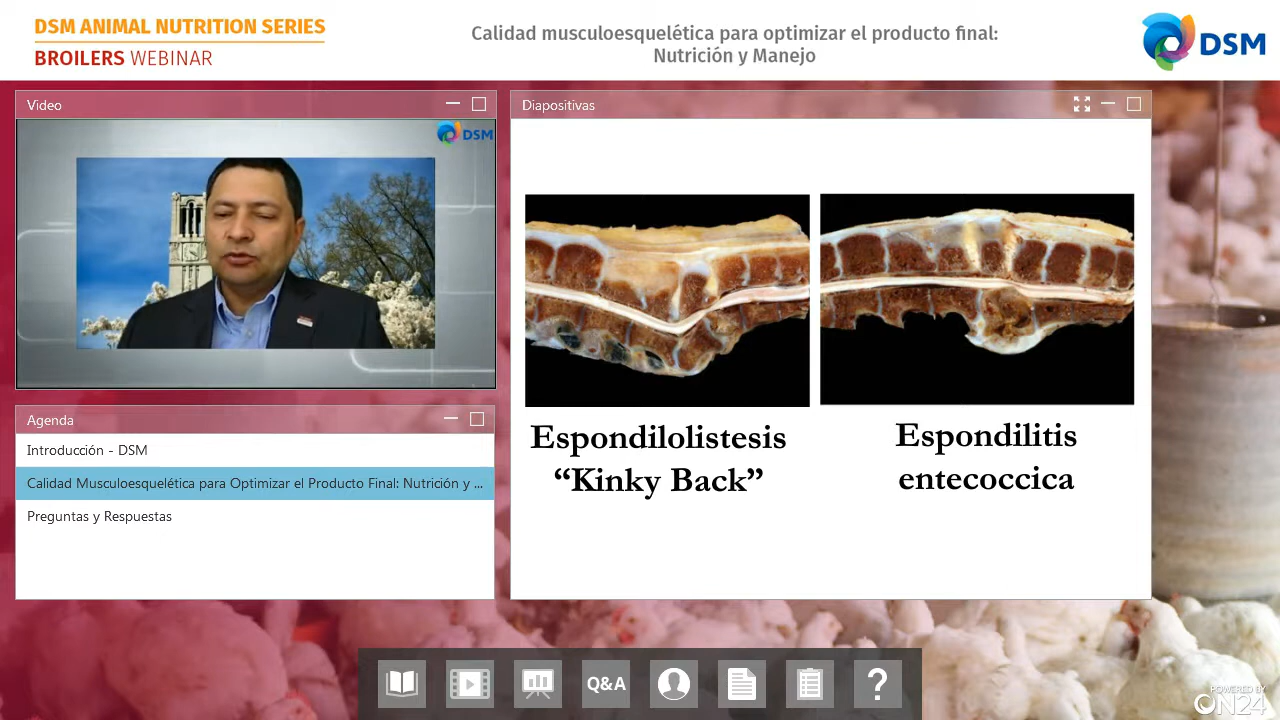 DSM ANIMAL NUTRITION SERIES
BROILERS WEBINAR
Calidad musculoesquelética para optimizar el producto final:
Nutrición y Manejo
DSM
Video
DSM
Diapositivas
Espondilolistesis
“Kinky Back”
Espondilitis
entecoccica
Agenda
Introducción - DSM
Calidad Musculoesquelética para Optimizar el Producto Final: Nutrición y ...
Preguntas y Respuestas
Q&A
?
POWERED BY
ON24